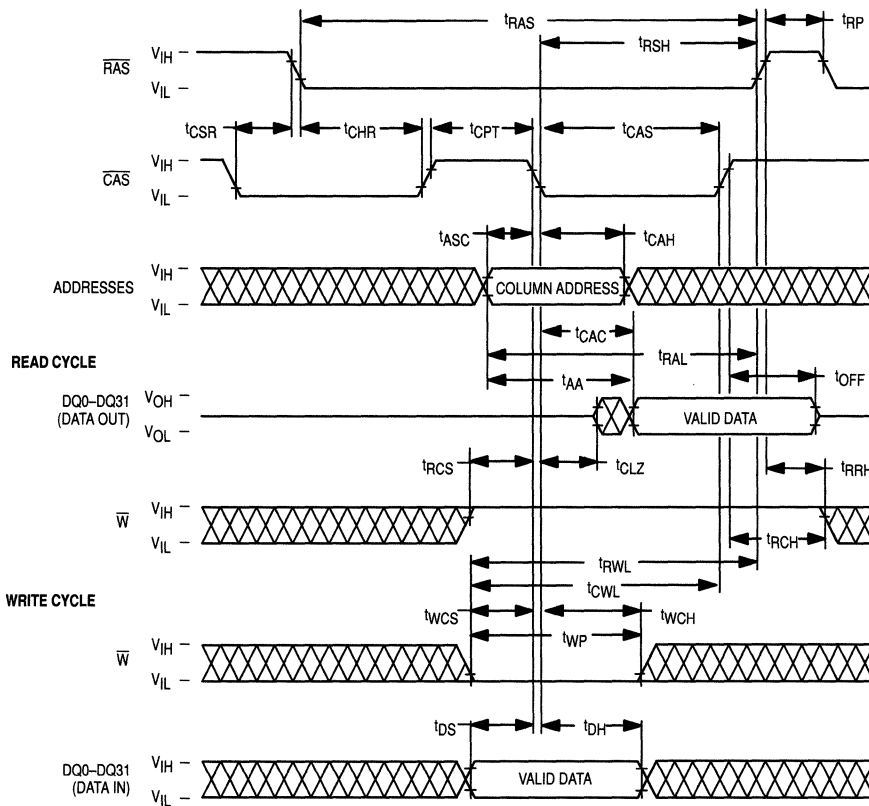 tRAS tRP
tRSH
RAS VIH
VIL
tCSR tCHR tCPT tCAS
CAS VIH
VIL
tASC tCAH
ADDRESSES VIH
VIL
COLUMN ADDRESS
tCAC
READ CYCLE tRAL
tAA tOFF
DQ0–DQ31 VOH
(DATA OUT) VOL
VALID DATA
tRCS tCLZ tRRH
W VIH
VIL
tRCH
tRWL
tCWL
WRITE CYCLE
tWCS tWCH
tWP
W VIH
VIL
tDS tDH
DQ0–DQ31 VIH
(DATA IN) VIL
VALID DATA